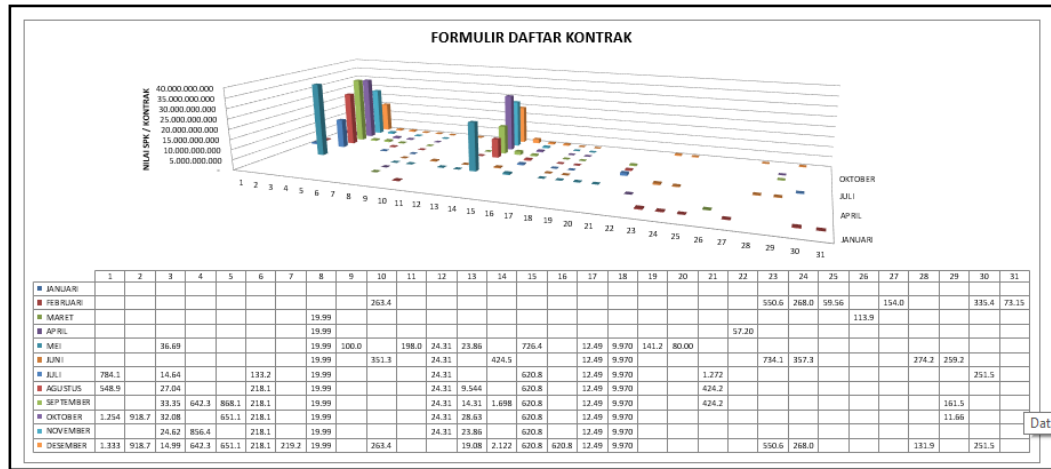 FORMULIR DAFTAR KONTRAK
NILAI SPK / KONTRAK
40.000.000.000
35.000.000.000
30.000.000.000
25.000.000.000
20.000.000.000
15.000.000.000
10.000.000.000
5.000.000.000
-
1 2 3 4 5 6 7 8 9 10 11 12 13 14 15 16 17 18 19 20 21 22 23 24 25 26 27 28 29 30 31
OKTOBER
JULI
APRIL
JANUARI
1 2 3 4 5 6 7 8 9 10 11 12 13 14 15 16 17 18 19 20 21 22 23 24 25 26 27 28 29 30 31
JANUARI
FEBRUARI 263.4 550.6 268.0 59.56 154.0 335.4 73.15
MARET 19.99 113.9
APRIL 19.99 57.20
MEI 36.69 19.99 100.0 198.0 24.31 23.86 726.4 12.49 9.970 141.2 80.00
JUNI 19.99 351.3 24.31 424.5 12.49 9.970 734.1 357.3 274.2 259.2
JULI 784.1 14.64 133.2 19.99 24.31 620.8 12.49 9.970 1.272 251.5
AGUSTUS 548.9 27.04 218.1 19.99 24.31 9.544 620.8 12.49 9.970 424.2
SEPTEMBER 33.35 642.3 868.1 218.1 19.99 24.31 14.31 1.698 620.8 12.49 9.970 424.2 161.5
OKTOBER 1.254 918.7 32.08 651.1 218.1 19.99 24.31 28.63 620.8 12.49 9.970 11.66
NOVEMBER 24.62 856.4 218.1 19.99 24.31 23.86 620.8 12.49 9.970
DESEMBER 1.333 918.7 14.99 642.3 651.1 218.1 219.2 19.99 263.4 19.08 2.122 620.8 620.8 12.49 9.970 550.6 268.0 131.9 251.5
Dat